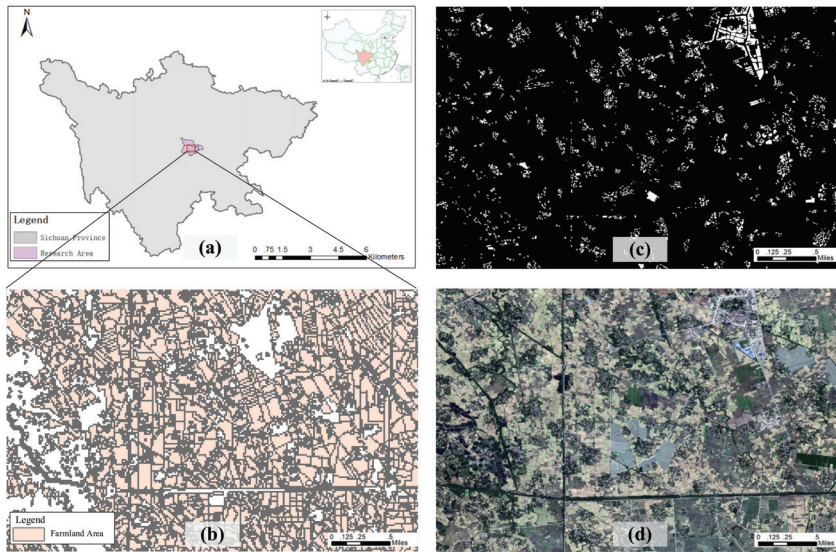 N
Legend
Sichuan Province
Research Area
(a)
0 .75 1.5 3 4.5 6
Kilometers
(c)
0 .125 .25 .5
Miles
Legend
Farmland Area
(b)
0 .125 .25 .5
Miles
(d)
0 .125 .25 .5
Miles